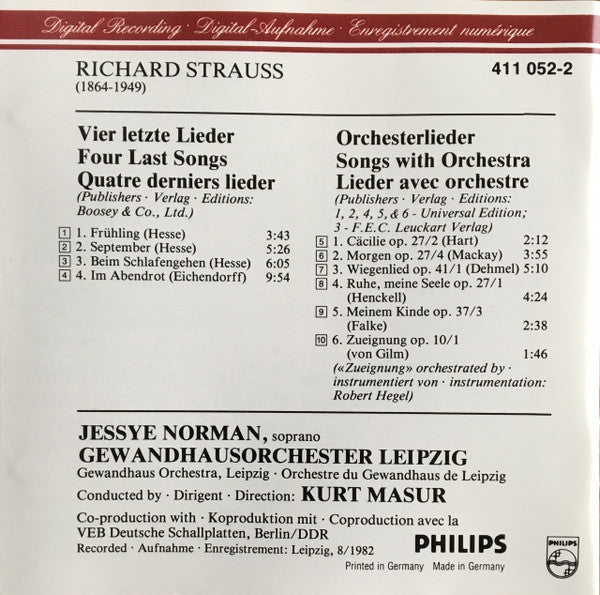 Digital Recording · Digital-Aufnahme · Enregistrement numérique
RICHARD STRAUSS
411 052-2
(1864-1949)
Vier letzte Lieder
Four Last Songs
Quatre derniers lieder
(Publishers · Verlag · Editions:
Boosey & Co., Ltd.)
1 1. Frühling (Hesse) 3:43
2 2. September (Hesse) 5:26
3 3. Beim Schlafengehen (Hesse) 6:05
4 4. Im Abendrot (Eichendorff) 9:54
Orchesterlieder
Songs with Orchestra
Lieder avec orchestre
(Publishers · Verlag · Editions:
1, 2, 4, 5, & 6 - Universal Edition;
3 - F.E.C. Leuckart Verlag)
5 1. Cäcilie op. 27/2 (Hart) 2:12
6 2. Morgen op. 27/4 (Mackay) 3:55
7 3. Wiegenlied op. 41/1 (Dehmel) 5:10
8 4. Ruhe, meine Seele op. 27/1
(Henckell) 4:24
9 5. Meinem Kinde op. 37/3
(Falke) 2:38
10 6. Zueignung op. 10/1
(von Gilm) 1:46
(«Zueignung» orchestrated by ·
instrumentiert von · instrumentation:
Robert Hegel)
JESSYE NORMAN, soprano
GEWANDHAUSORCHESTER LEIPZIG
Gewandhaus Orchestra, Leipzig · Orchestre du Gewandhaus de Leipzig
Conducted by · Dirigent · Direction: KURT MASUR
Co-production with · Koproduktion mit · Coproduction avec la
VEB Deutsche Schallplatten, Berlin/DDR
Recorded · Aufnahme · Enregistrement: Leipzig, 8/1982
PHILIPS
PHILIPS
Printed in Germany Made in Germany